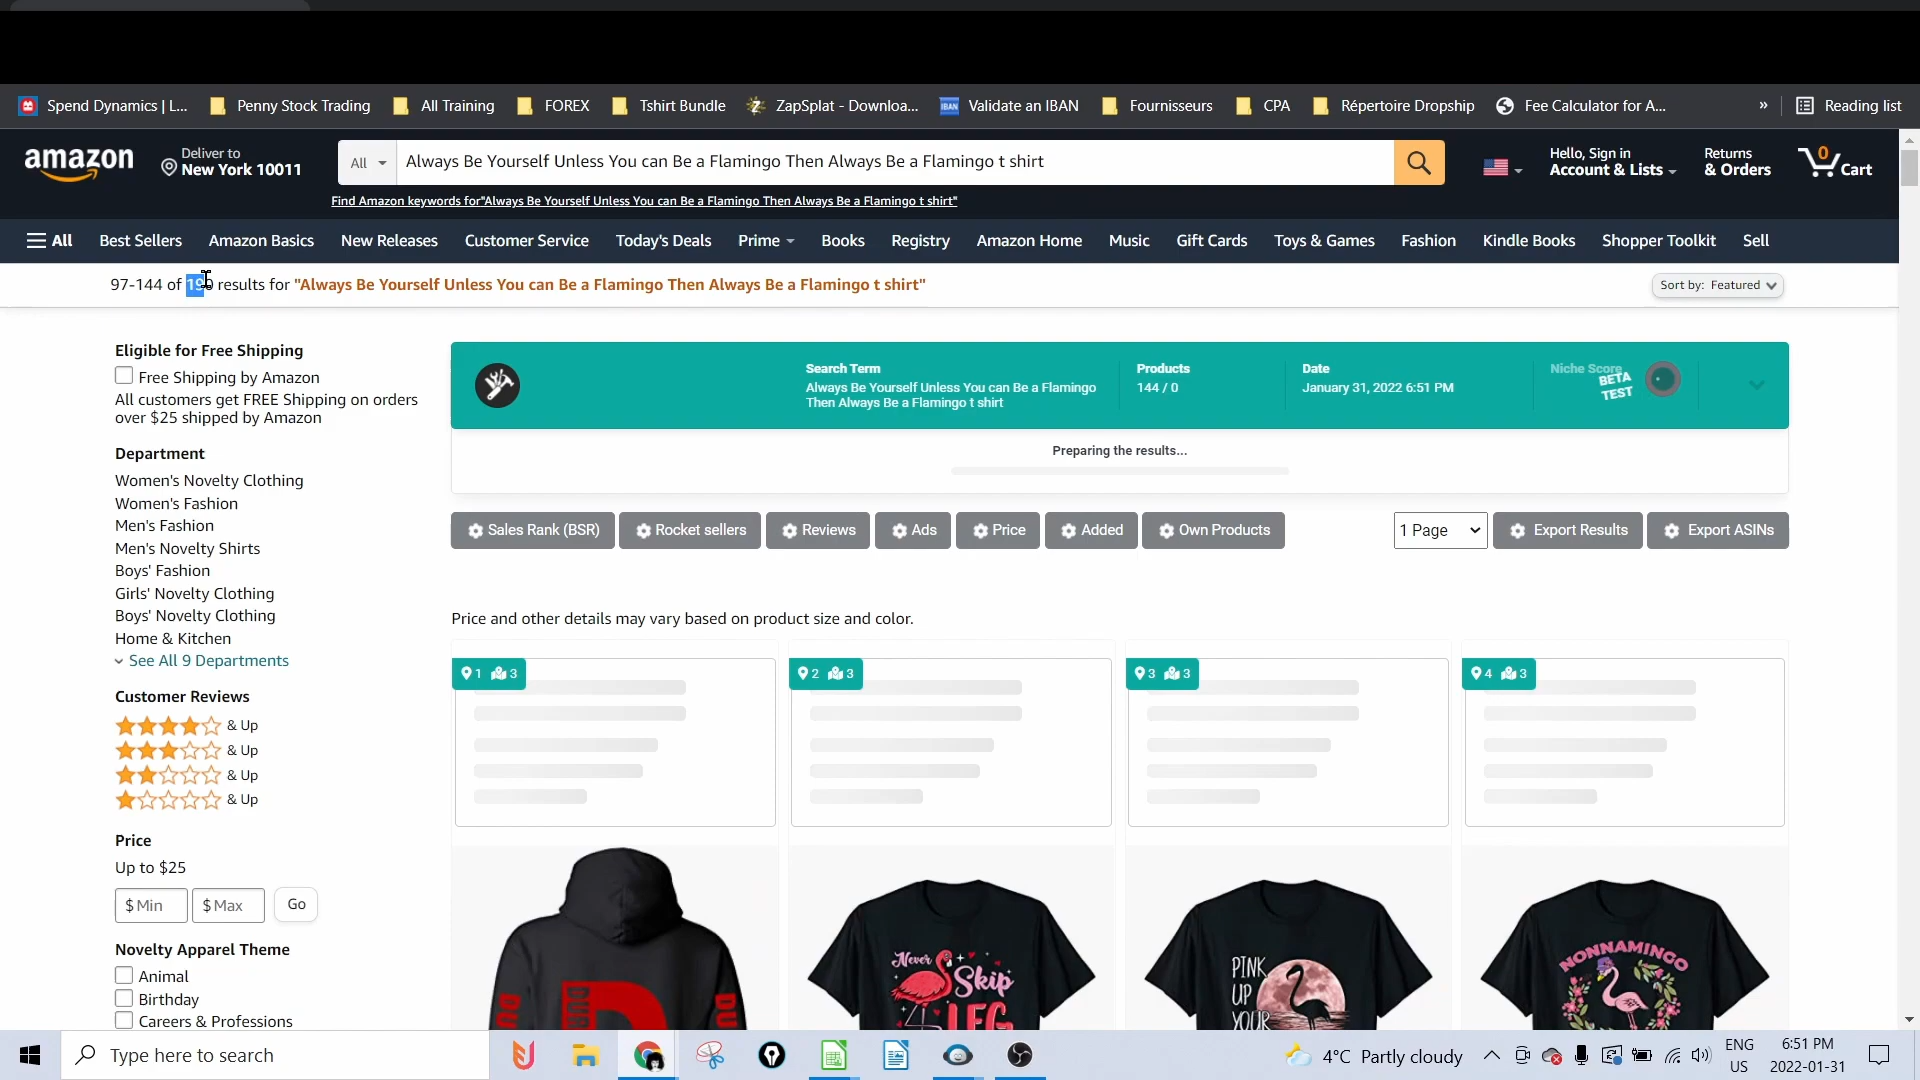 Spend Dynamics | L...
Penny Stock Trading
All Training
FOREX
Tshirt Bundle
ZapSplat - Downloa...
IBAN
Validate an IBAN
Fournisseurs
CPA
Répertoire Dropship
Fee Calculator for A...
»
Reading list
amazon
Deliver to
New York 10011
All
Always Be Yourself Unless You can Be a Flamingo Then Always Be a Flamingo t shirt
Find Amazon keywords for"Always Be Yourself Unless You can Be a Flamingo Then Always Be a Flamingo t shirt"
Hello, Sign in
Account & Lists
Returns
& Orders
0
Cart
All
Best Sellers
Amazon Basics
New Releases
Customer Service
Today's Deals
Prime
Books
Registry
Amazon Home
Music
Gift Cards
Toys & Games
Fashion
Kindle Books
Shopper Toolkit
Sell
97-144 of 190 results for "Always Be Yourself Unless You can Be a Flamingo Then Always Be a Flamingo t shirt"
Sort by: Featured
Eligible for Free Shipping
Free Shipping by Amazon
All customers get FREE Shipping on orders
over $25 shipped by Amazon
Department
Women's Novelty Clothing
Women's Fashion
Men's Fashion
Men's Novelty Shirts
Boys' Fashion
Girls' Novelty Clothing
Boys' Novelty Clothing
Home & Kitchen
See All 9 Departments
Customer Reviews
& Up
& Up
& Up
& Up
Price
Up to $25
$ Min
$ Max
Go
Novelty Apparel Theme
Animal
Birthday
Careers & Professions
Search Term
Always Be Yourself Unless You can Be a Flamingo
Then Always Be a Flamingo t shirt
Products
144 / 0
Date
January 31, 2022 6:51 PM
Niche Score
BETA
TEST
Preparing the results...
Sales Rank (BSR)
Rocket sellers
Reviews
Ads
Price
Added
Own Products
1 Page
Export Results
Export ASINs
Price and other details may vary based on product size and color.
1 3
2 3
3 3
4 3
Never
Skip
LEG
PINK
UP
YOUR
NONNAMINGO
Type here to search
4°C Partly cloudy
ENG
US
6:51 PM
2022-01-31